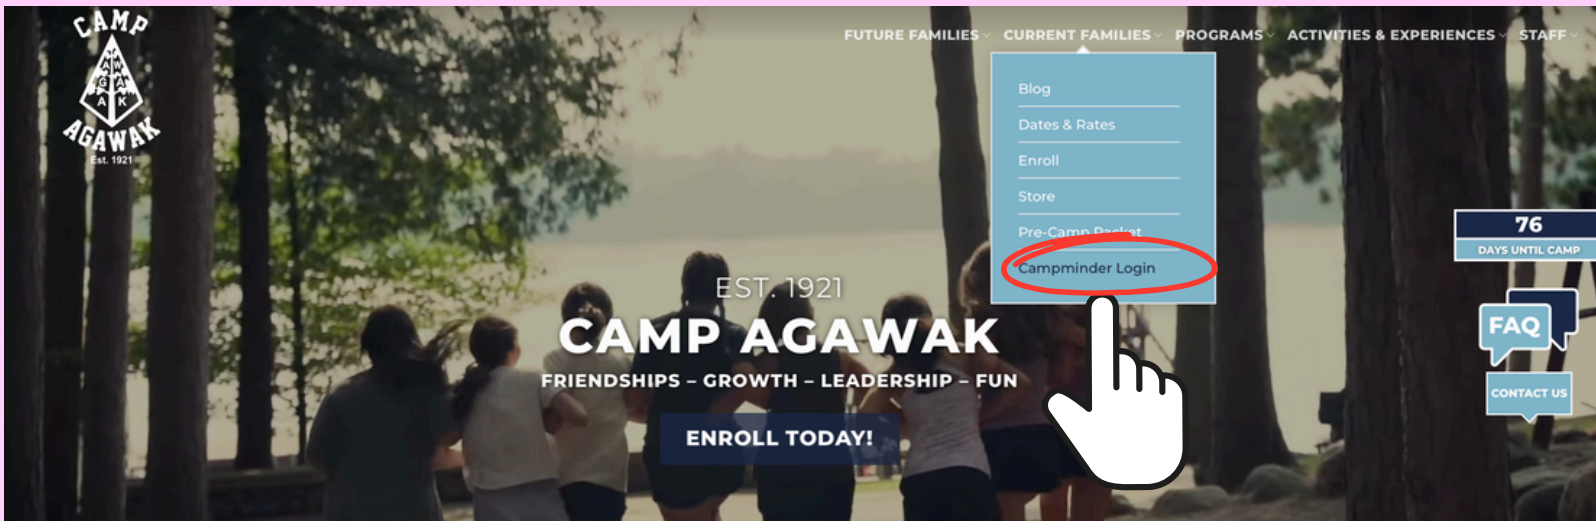 CAMP
AWAGAAK
AGAWAK
Est. 1921
FUTURE FAMILIES CURRENT FAMILIES PROGRAMS ACTIVITIES & EXPERIENCES STAFF
Blog
Dates & Rates
Enroll
Store
Pre-Camp Packet
Campminder Login
76
DAYS UNTIL CAMP
FAQ
CONTACT US
EST. 1921
CAMP AGAWAK
FRIENDSHIPS – GROWTH – LEADERSHIP – FUN
ENROLL TODAY!